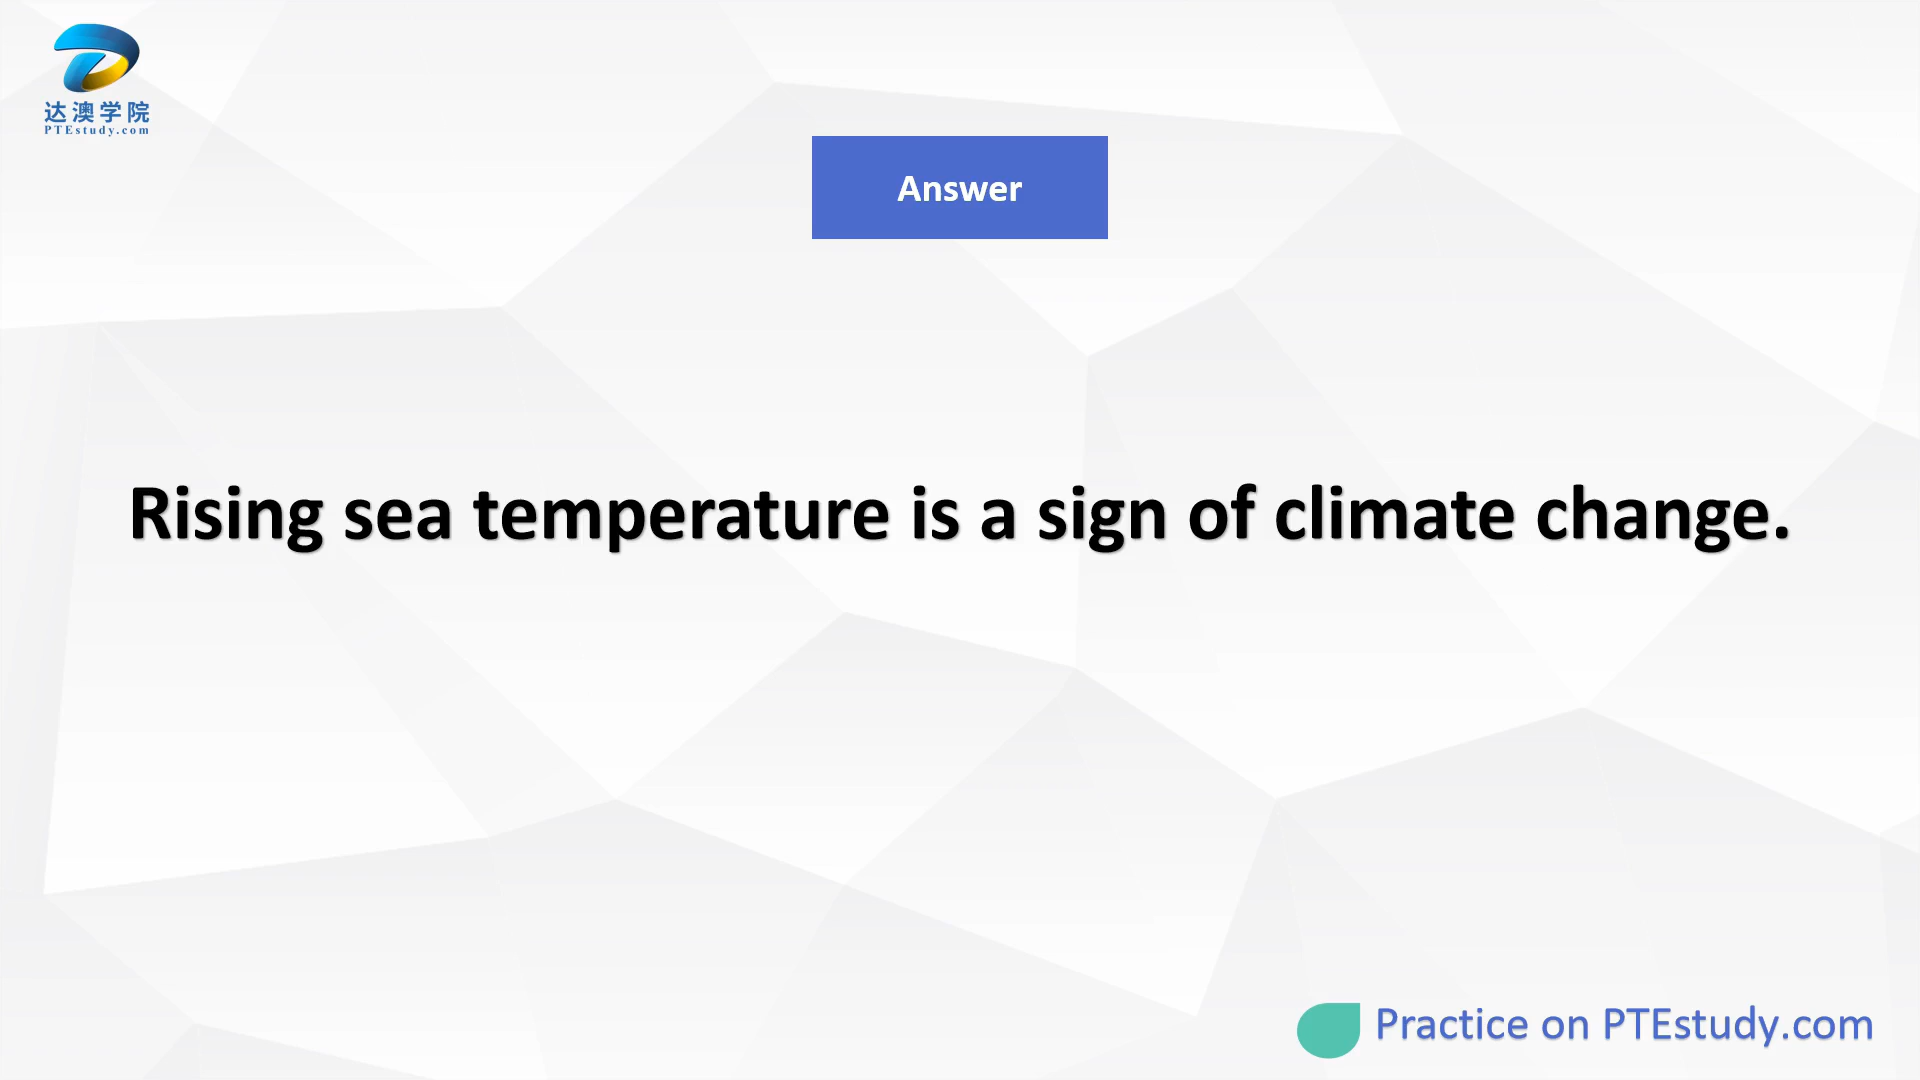 达澳学院
PTEstudy.com
Answer
Rising sea temperature is a sign of climate change.
Practice on PTEstudy.com